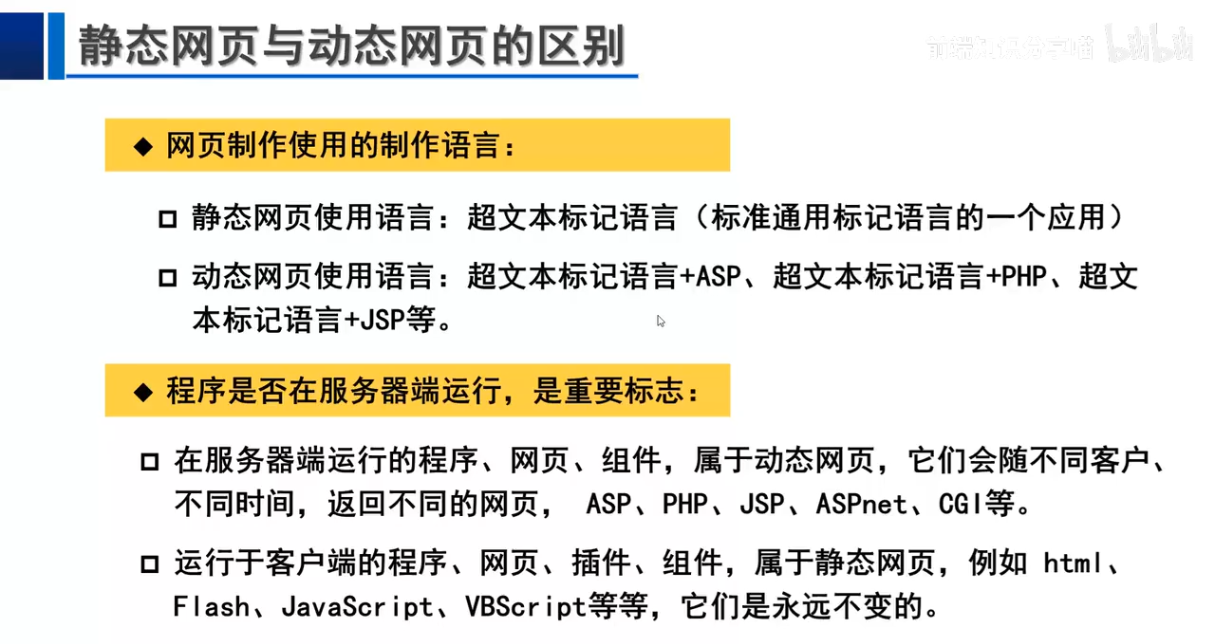 静态网页与动态网页的区别
bilibili
◆ 网页制作使用的制作语言：
静态网页使用语言：超文本标记语言（标准通用标记语言的一个应用）
动态网页使用语言：超文本标记语言+ASP、超文本标记语言+PHP、超文
本标记语言+JSP等。
◆ 程序是否在服务器端运行，是重要标志：
在服务器端运行的程序、网页、组件，属于动态网页，它们会随不同客户、
不同时间，返回不同的网页， ASP、PHP、JSP、ASPnet、CGI等。
运行于客户端的程序、网页、插件、组件，属于静态网页，例如 html、
Flash、JavaScript、VBScript等等，它们是永远不变的。